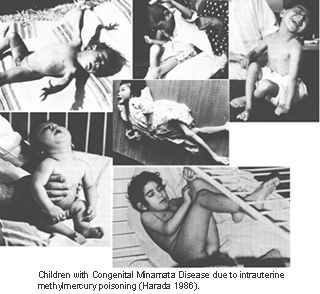 Children with Congenital Minamata Disease due to intrauterine
methylmercury poisoning (Harada 1986).